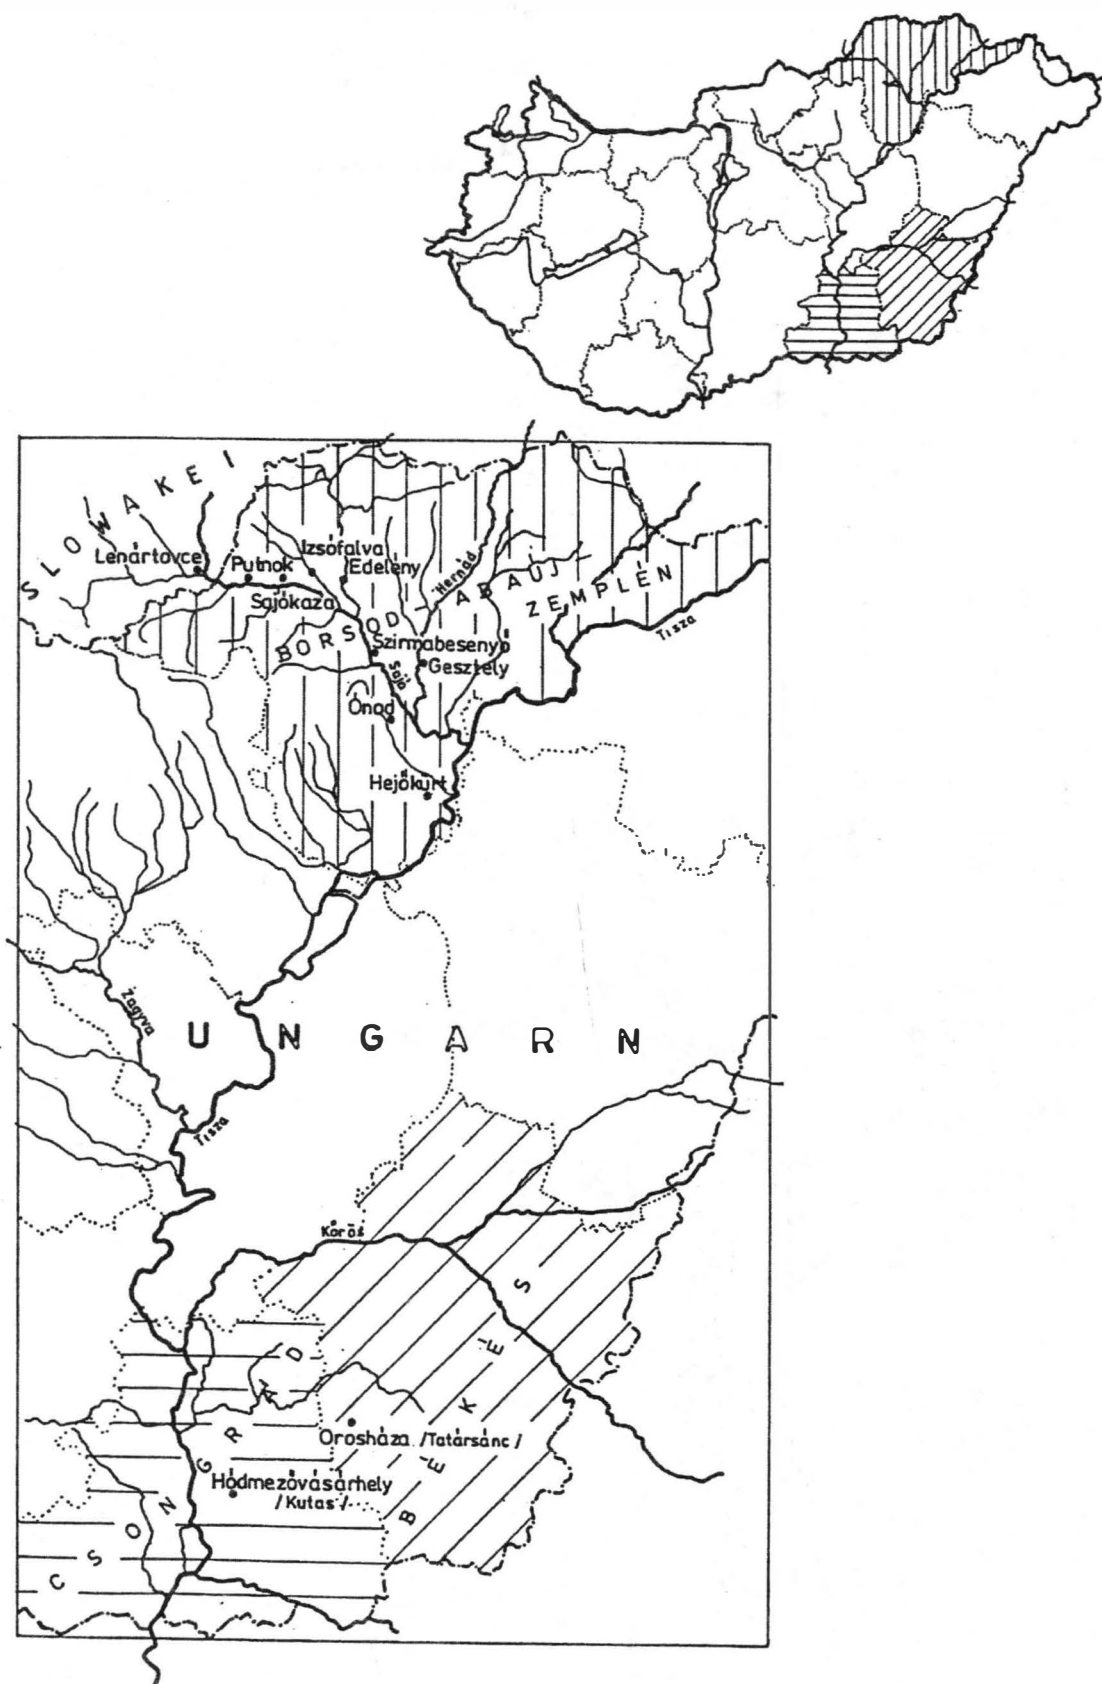 SLOWAKEI
Lenártovce
Putnok
Izsófalva
Edelény
Sajókaza
Hernád
BORSOD
ABAÚJ
ZEMPLÉN
Tisza
Szirmabesenyő
Sajó
Gesztely
Ónod
Hejőkürt
Zagyva
UNGARN
Tisza
Körös
CSONGRÁD
BÉKÉS
Orosháza /Tatársánc/
Hódmezővásárhely
/Kutas/